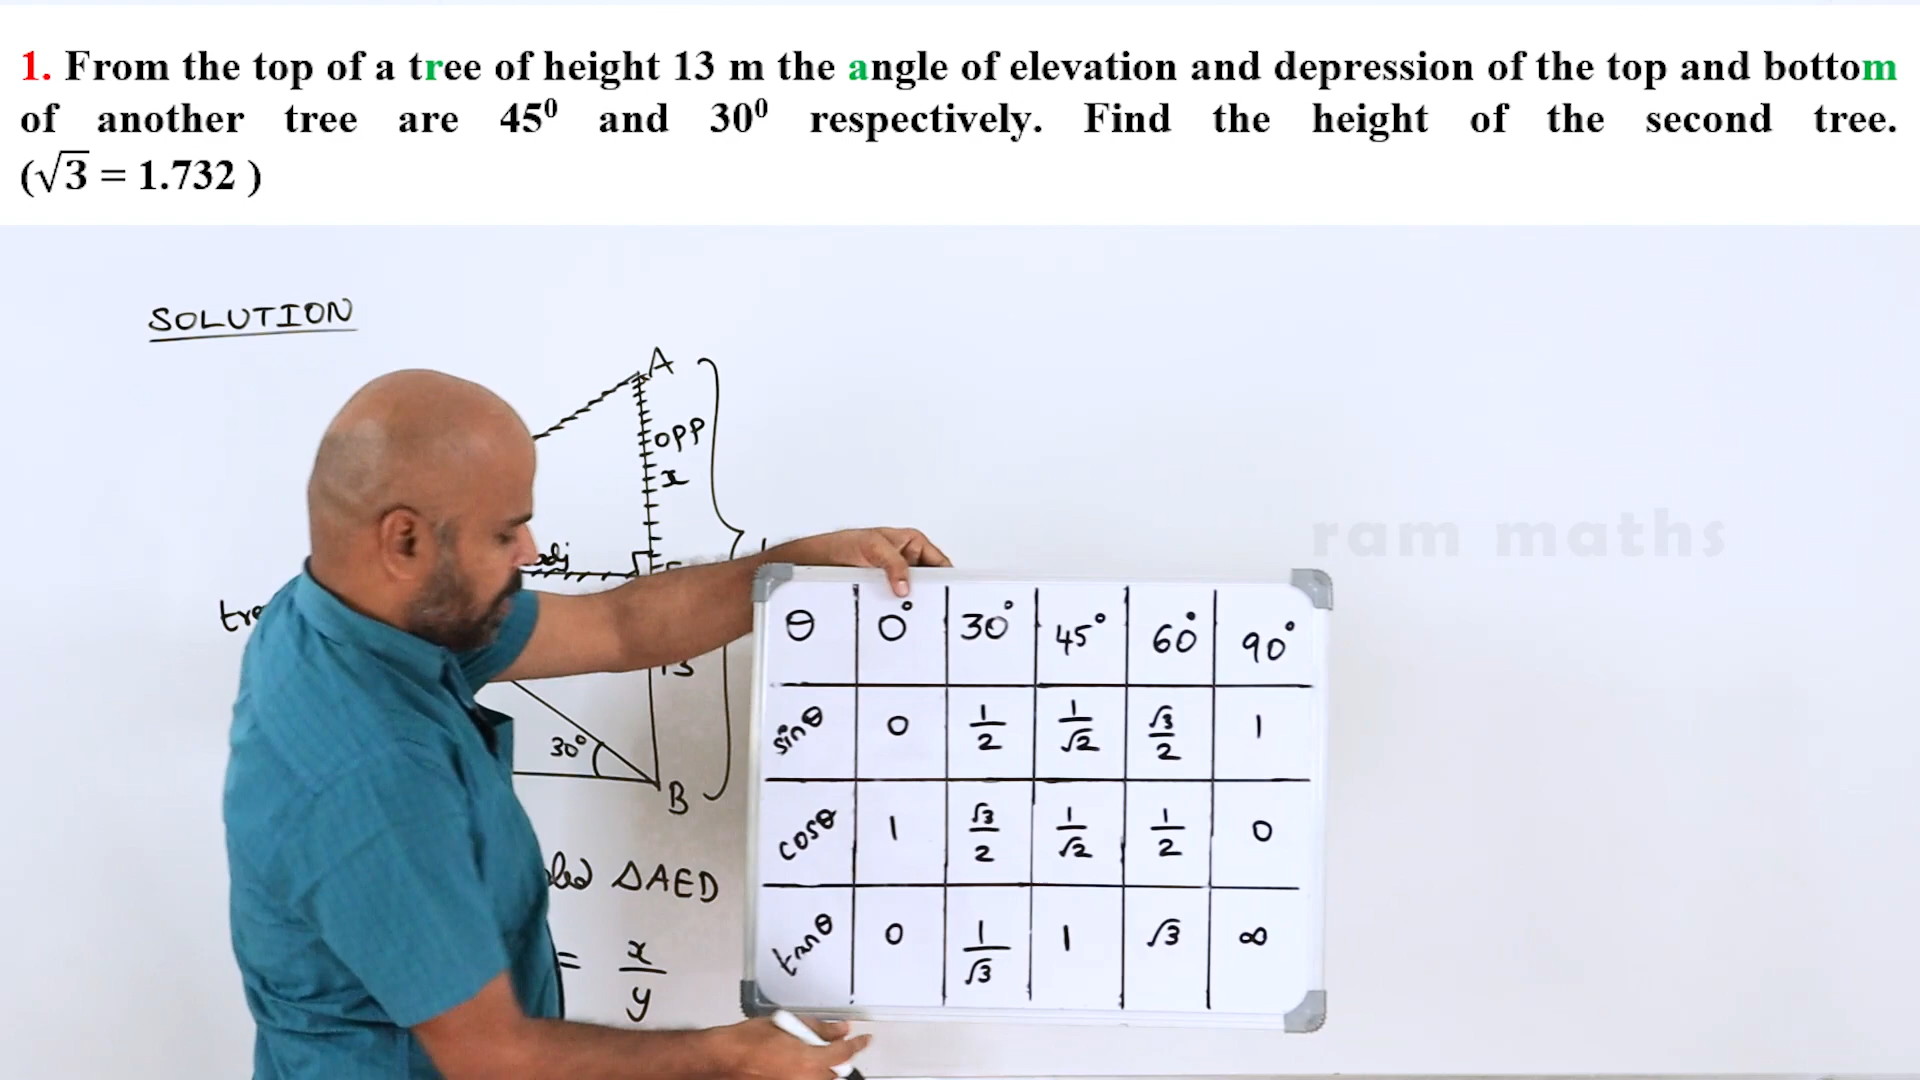 1. From the top of a tree of height 13 m the angle of elevation and depression of the top and bottom
of another tree are 45⁰ and 30⁰ respectively. Find the height of the second tree.
(√3 = 1.732 )
SOLUTION
A
opp
x
adj
13
30°
B
ΔAED
= x/y
ram maths
θ 0° 30° 45° 60° 90°
sinθ 0 1/2 1/√2 √3/2 1
cosθ 1 √3/2 1/√2 1/2 0
tanθ 0 1/√3 1 √3 ∞